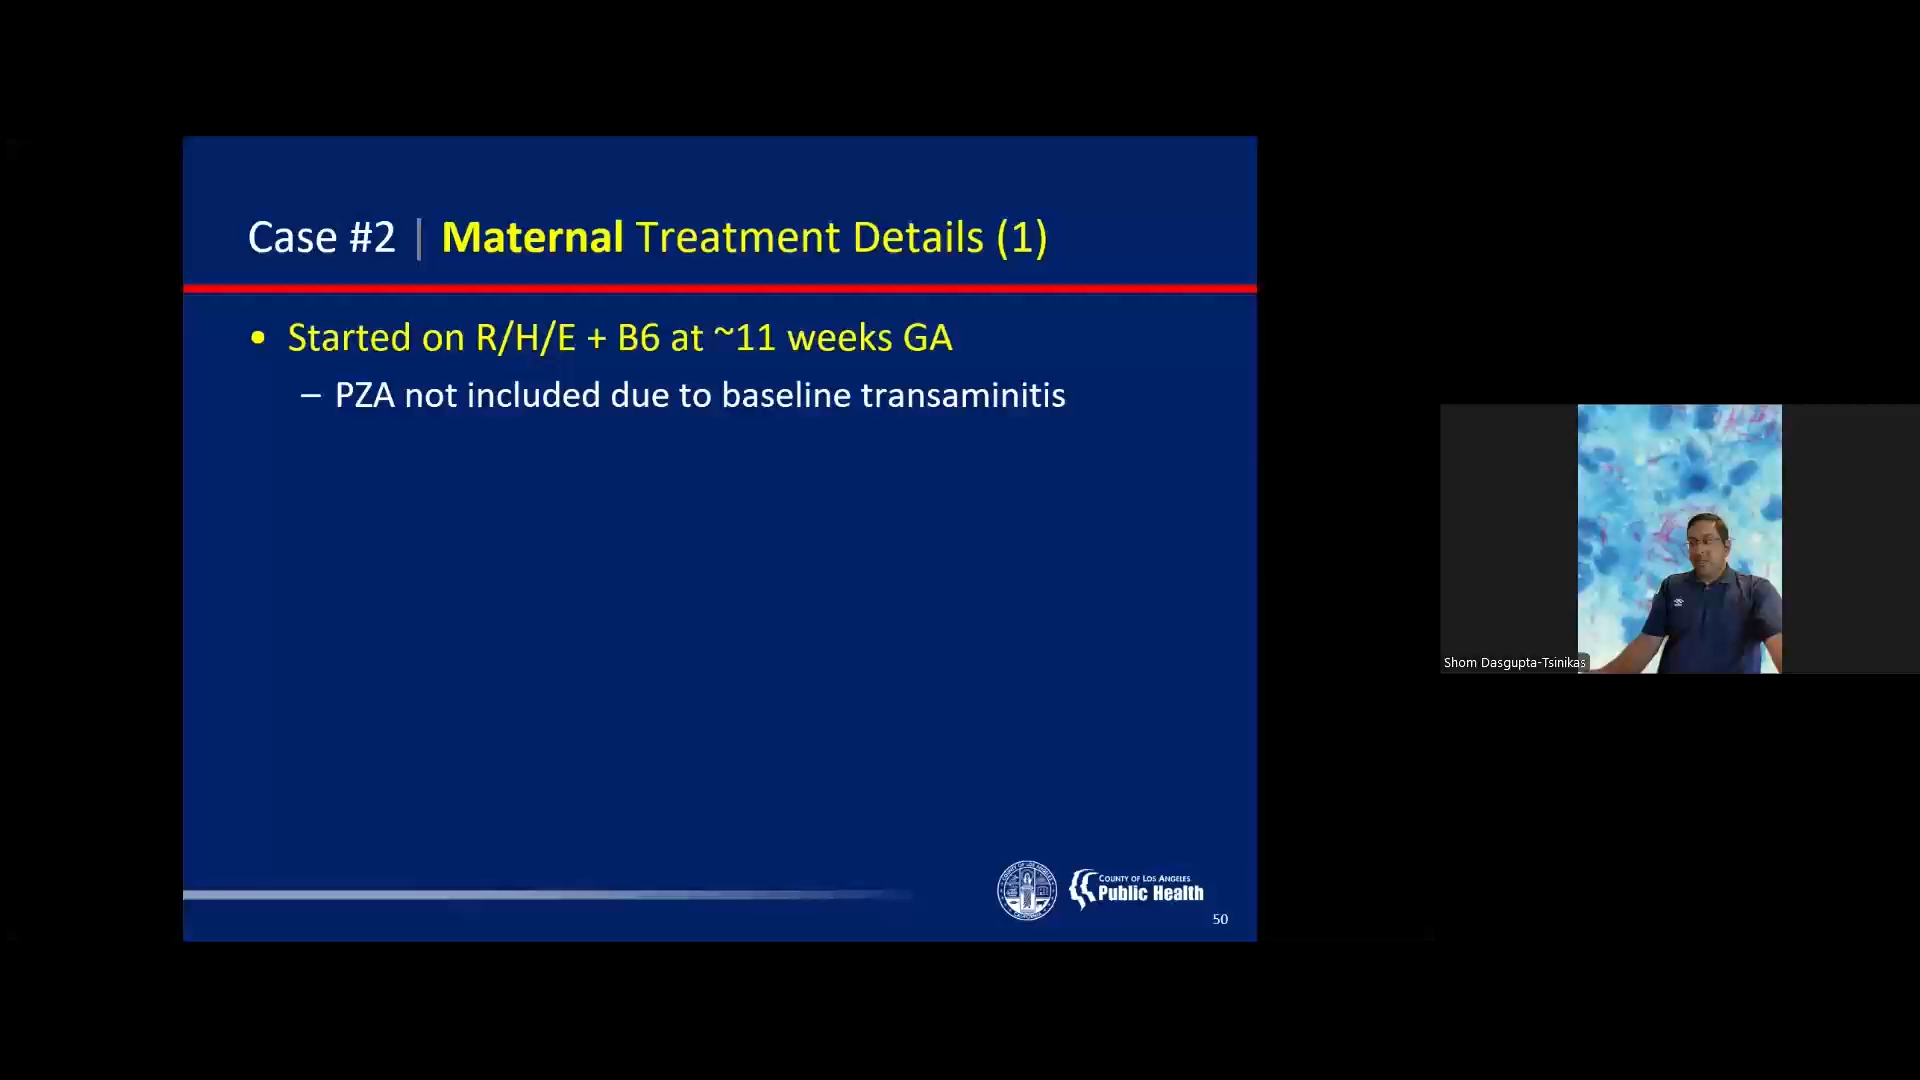 Case #2 | Maternal Treatment Details (1)
• Started on R/H/E + B6 at ~11 weeks GA
– PZA not included due to baseline transaminitis
Shom Dasgupta-Tsinikas
COUNTY OF LOS ANGELES
Public Health
50